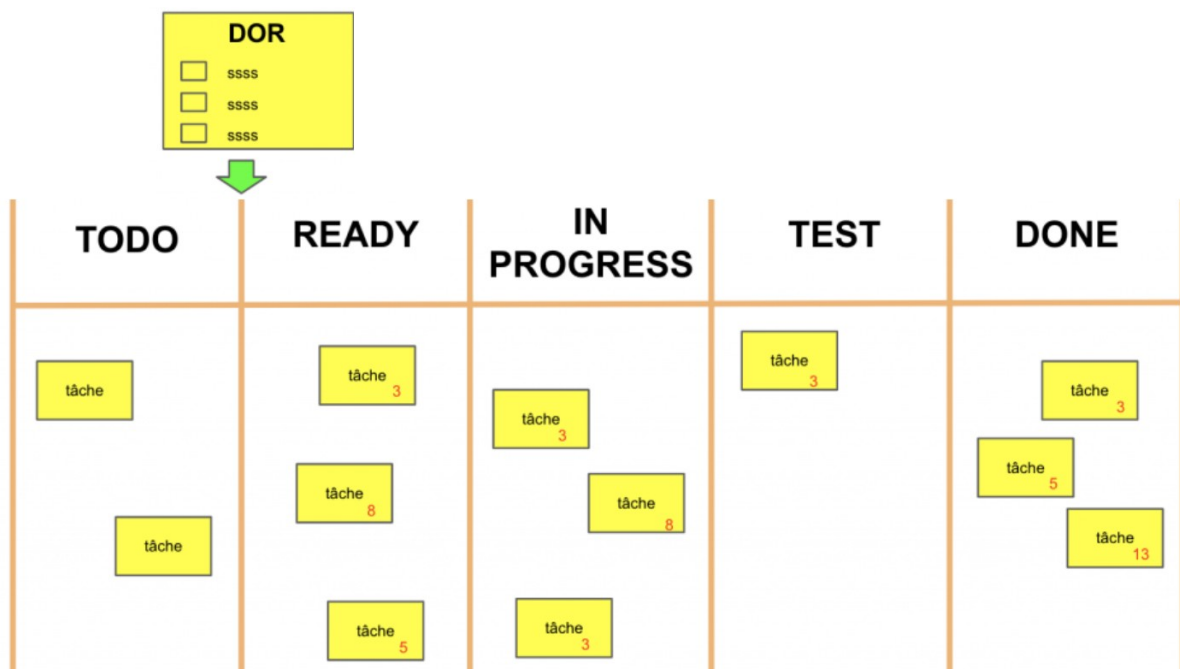 DOR
ssss
ssss
ssss
TODO
READY
IN
PROGRESS
TEST
DONE
tâche
tâche
tâche
3
tâche
8
tâche
5
tâche
3
tâche
8
tâche
3
tâche
3
tâche
3
tâche
5
tâche
13